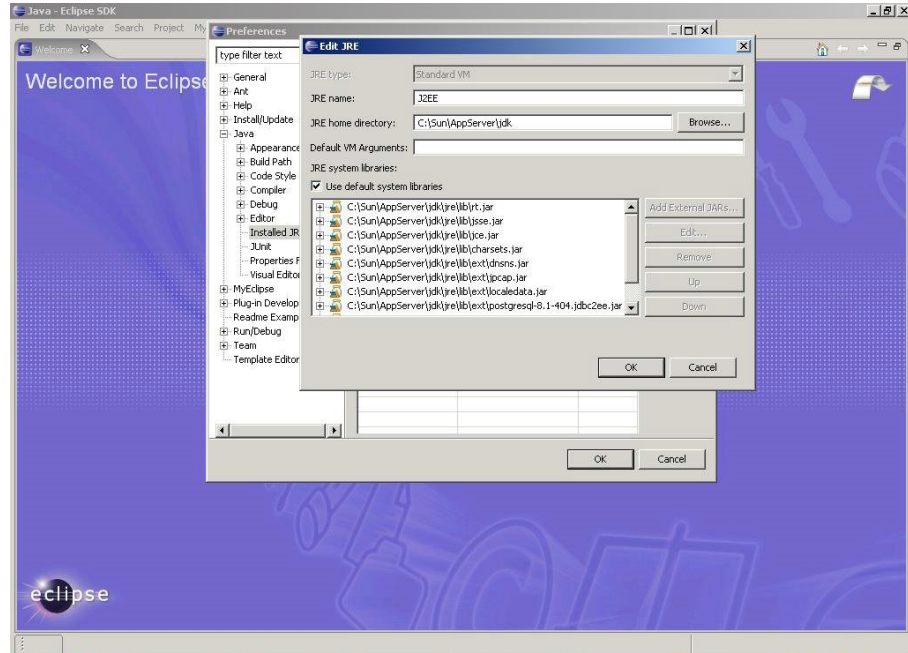 Java - Eclipse SDK
File Edit Navigate Search Project My
Welcome
Welcome to Eclipse
Preferences
type filter text
General
Ant
Help
Install/Update
Java
Appearance
Build Path
Code Style
Compiler
Debug
Editor
Installed JR
JUnit
Properties F
Visual Editor
MyEclipse
Plug-in Develop
Readme Examp
Run/Debug
Team
Template Editor
Edit JRE
JRE type: Standard VM
JRE name: J2EE
JRE home directory: C:\Sun\AppServer\jdk Browse...
Default VM Arguments:
JRE system libraries:
Use default system libraries
C:\Sun\AppServer\jdk\jre\lib\rt.jar
C:\Sun\AppServer\jdk\jre\lib\jsse.jar
C:\Sun\AppServer\jdk\jre\lib\jce.jar
C:\Sun\AppServer\jdk\jre\lib\charsets.jar
C:\Sun\AppServer\jdk\jre\lib\ext\dnsns.jar
C:\Sun\AppServer\jdk\jre\lib\ext\jpcap.jar
C:\Sun\AppServer\jdk\jre\lib\ext\localedata.jar
C:\Sun\AppServer\jdk\jre\lib\ext\postgresql-8.1-404.jdbc2ee.jar
Add External JARs...
Edit...
Remove
Up
Down
OK Cancel
OK Cancel
eclipse